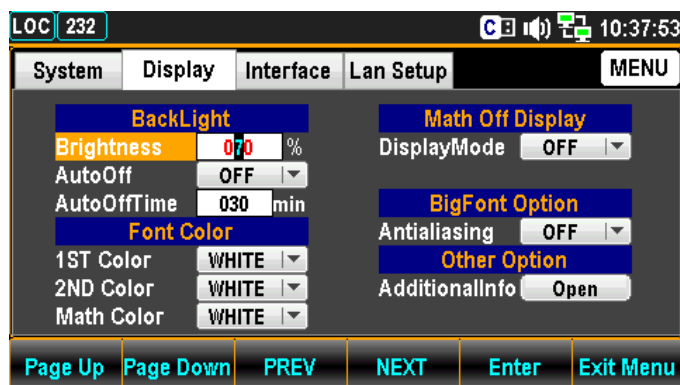 LOC 232 C 10:37:53
System Display Interface Lan Setup MENU
BackLight
Brightness 070 %
AutoOff OFF
AutoOffTime 030 min
Font Color
1ST Color WHITE
2ND Color WHITE
Math Color WHITE
Math Off Display
DisplayMode OFF
BigFont Option
Antialiasing OFF
Other Option
AdditionalInfo Open
Page Up Page Down PREV NEXT Enter Exit Menu